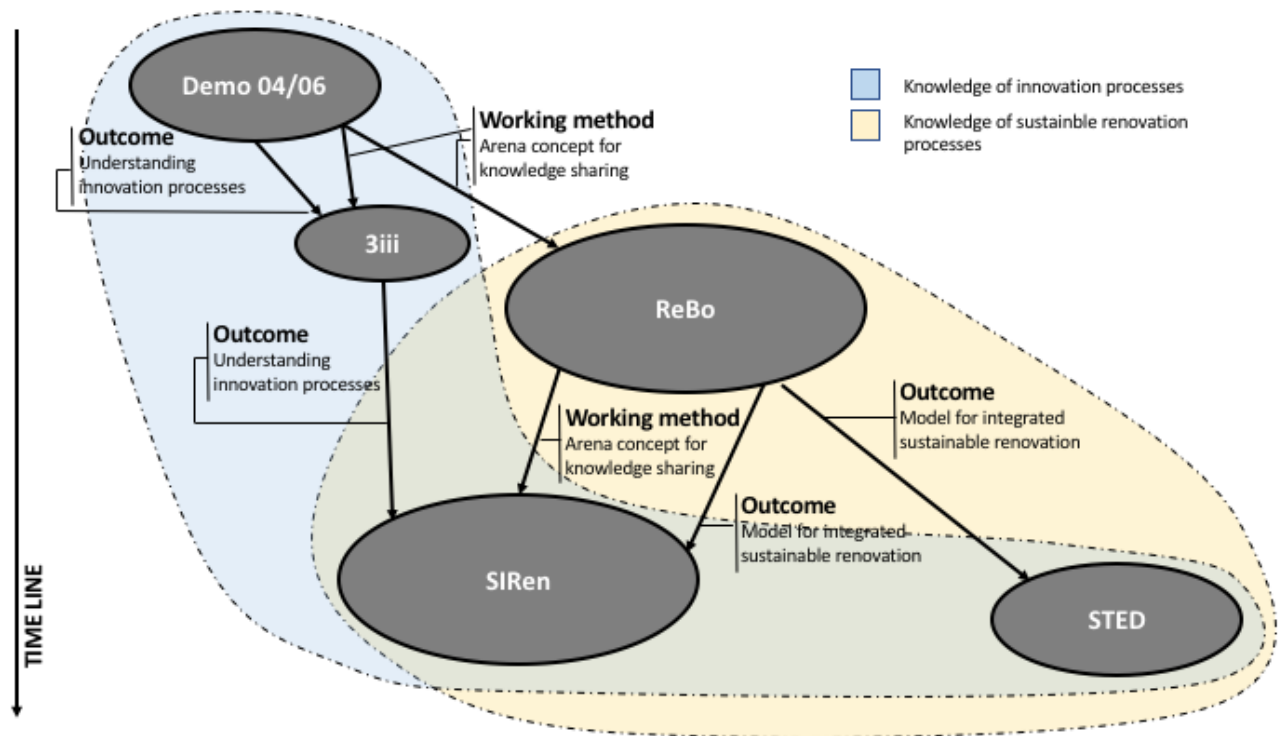 Demo 04/06
Knowledge of innovation processes
Knowledge of sustainble renovation
processes
Outcome
Understanding
innovation processes
Working method
Arena concept for
knowledge sharing
3iii
ReBo
Outcome
Understanding
innovation processes
Working method
Arena concept for
knowledge sharing
Outcome
Model for integrated
sustainable renovation
Outcome
Model for integrated
sustainable renovation
SIRen
STED
TIME LINE